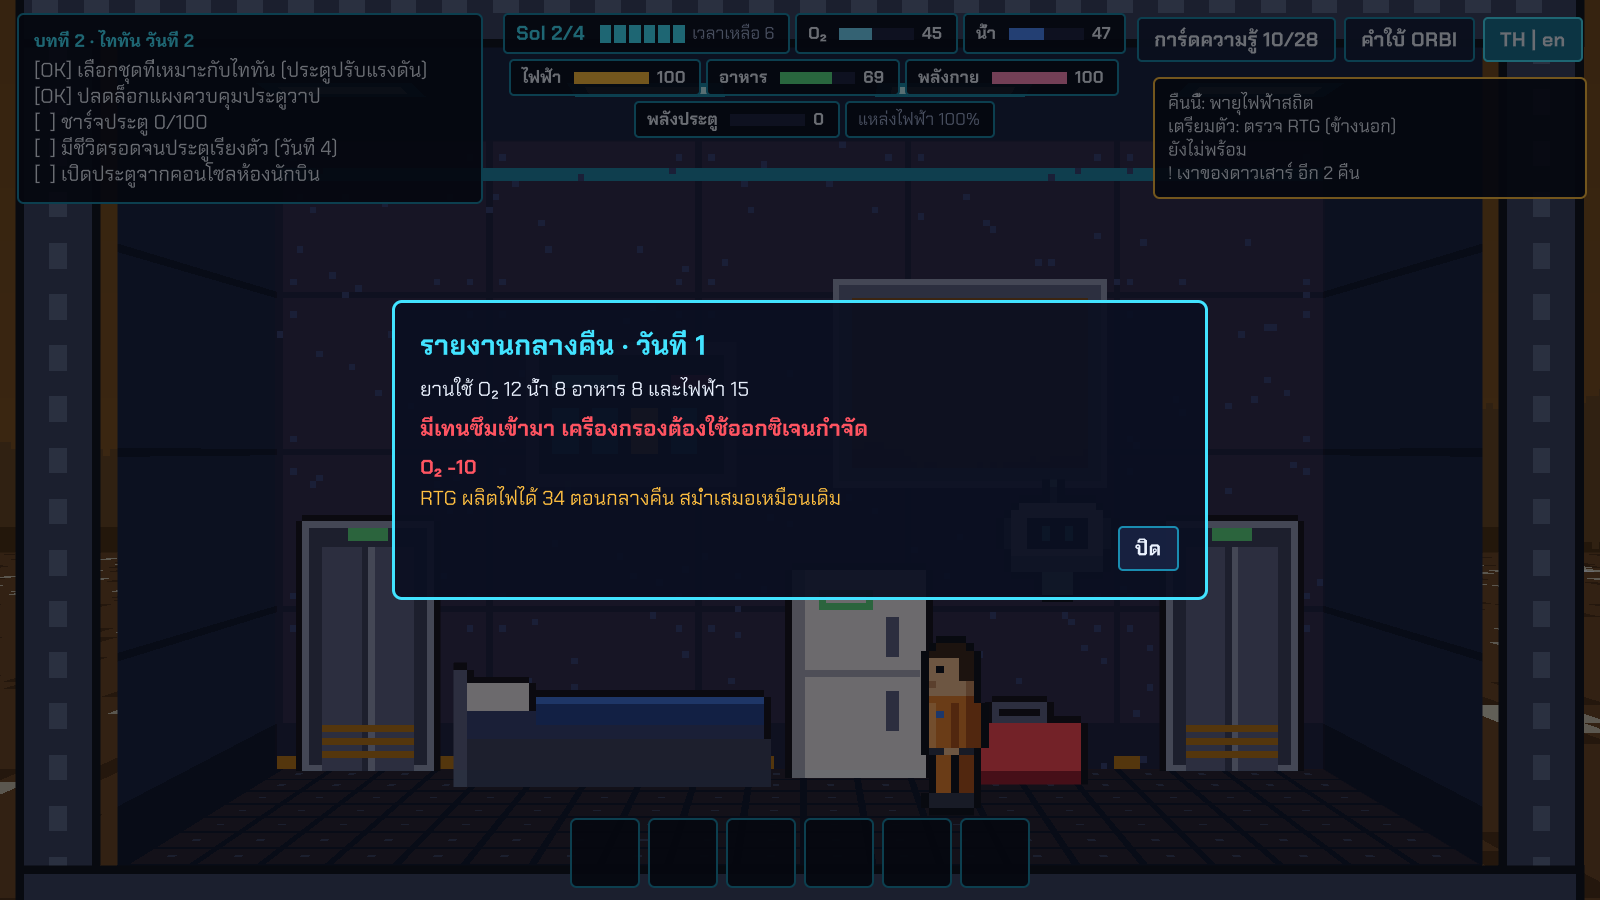 บทที่ 2 · ไททัน วันที่ 2
[OK] เลือกชุดที่เหมาะกับไททัน (ประตูปรับแรงดัน)
[OK] ปลดล็อกแผงควบคุมประตูวาป
[ ] ชาร์จประตู 0/100
[ ] มีชีวิตรอดจนประตูเรียงตัว (วันที่ 4)
[ ] เปิดประตูจากคอนโซลห้องนักบิน
Sol 2/4 เวลาเหลือ 6
O₂ 45
น้ำ 47
ไฟฟ้า 100
อาหาร 69
พลังกาย 100
พลังประตู 0
แหล่งไฟฟ้า 100%
การ์ดความรู้ 10/28
คำใบ้ ORBI
TH | en
คืนนี้: พายุไฟฟ้าสถิต
เตรียมตัว: ตรวจ RTG (ข้างนอก)
ยังไม่พร้อม
! เงาของดาวเสาร์ อีก 2 คืน
รายงานกลางคืน · วันที่ 1
ยานใช้ O₂ 12 น้ำ 8 อาหาร 8 และไฟฟ้า 15
มีเทนซึมเข้ามา เครื่องกรองต้องใช้ออกซิเจนกำจัด
O₂ -10
RTG ผลิตไฟได้ 34 ตอนกลางคืน สม่ำเสมอเหมือนเดิม
ปิด